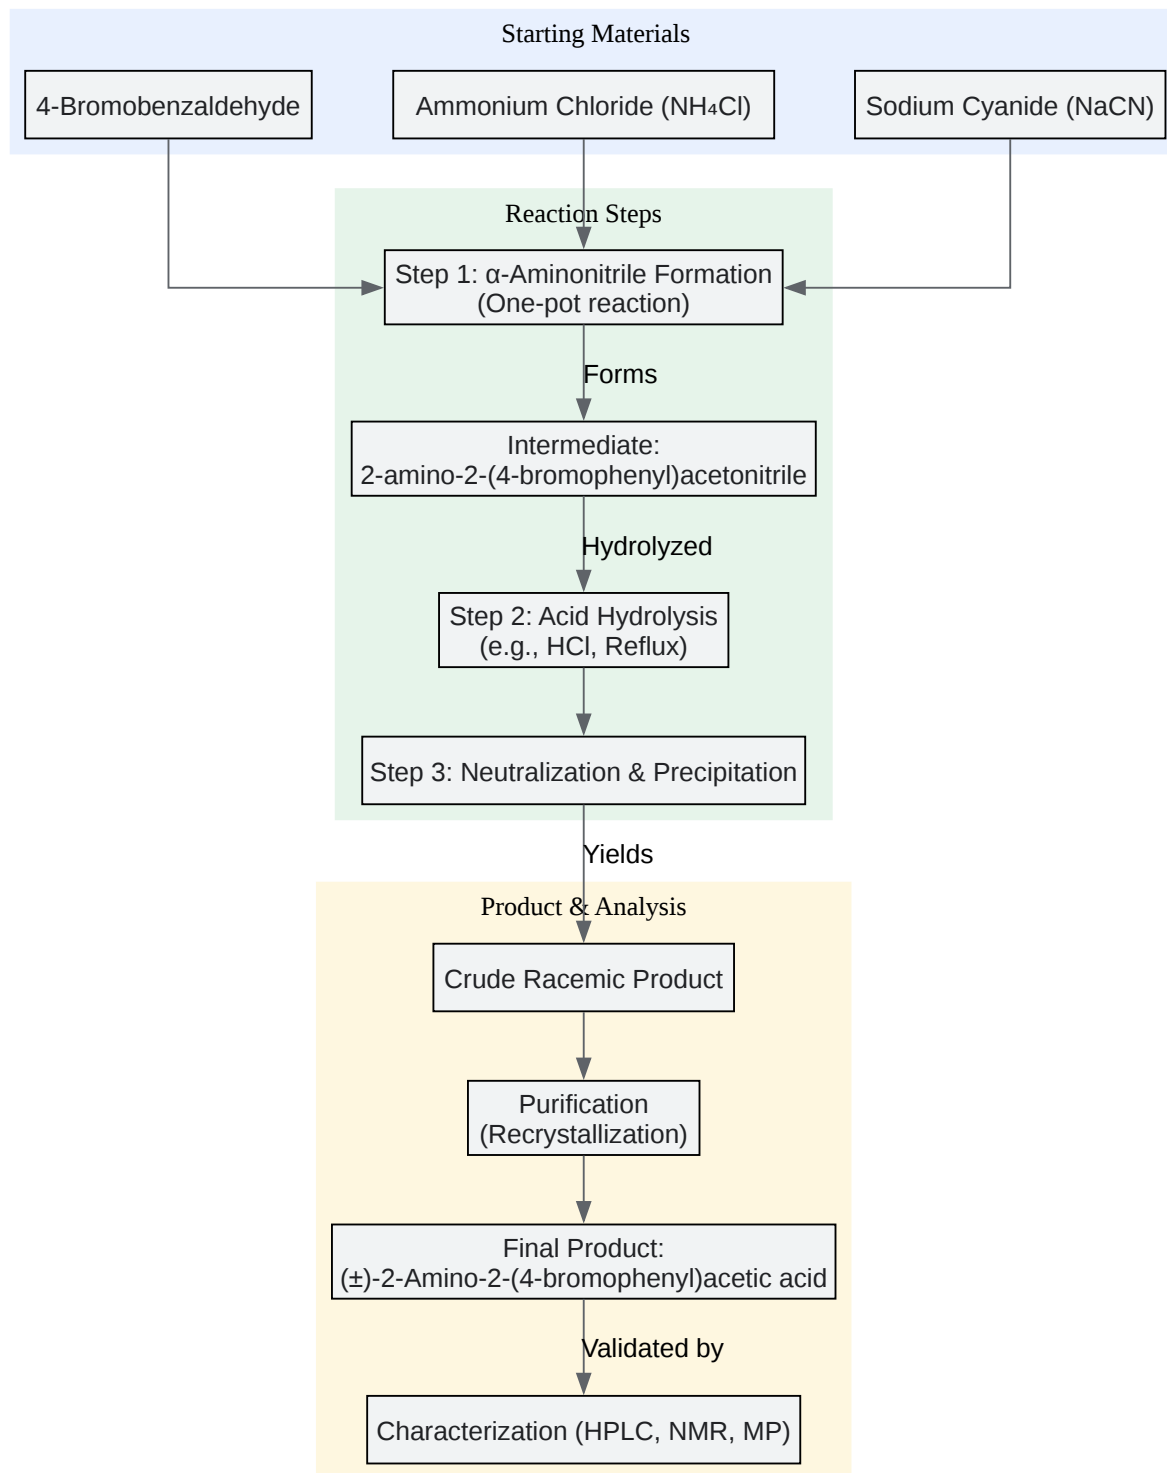 Starting Materials
4-Bromobenzaldehyde
Ammonium Chloride (NH₄Cl)
Sodium Cyanide (NaCN)
Reaction Steps
Step 1: α-Aminonitrile Formation
(One-pot reaction)
Forms
Intermediate:
2-amino-2-(4-bromophenyl)acetonitrile
Hydrolyzed
Step 2: Acid Hydrolysis
(e.g., HCl, Reflux)
Step 3: Neutralization & Precipitation
Yields
Product & Analysis
Crude Racemic Product
Purification
(Recrystallization)
Final Product:
(±)-2-Amino-2-(4-bromophenyl)acetic acid
Validated by
Characterization (HPLC, NMR, MP)